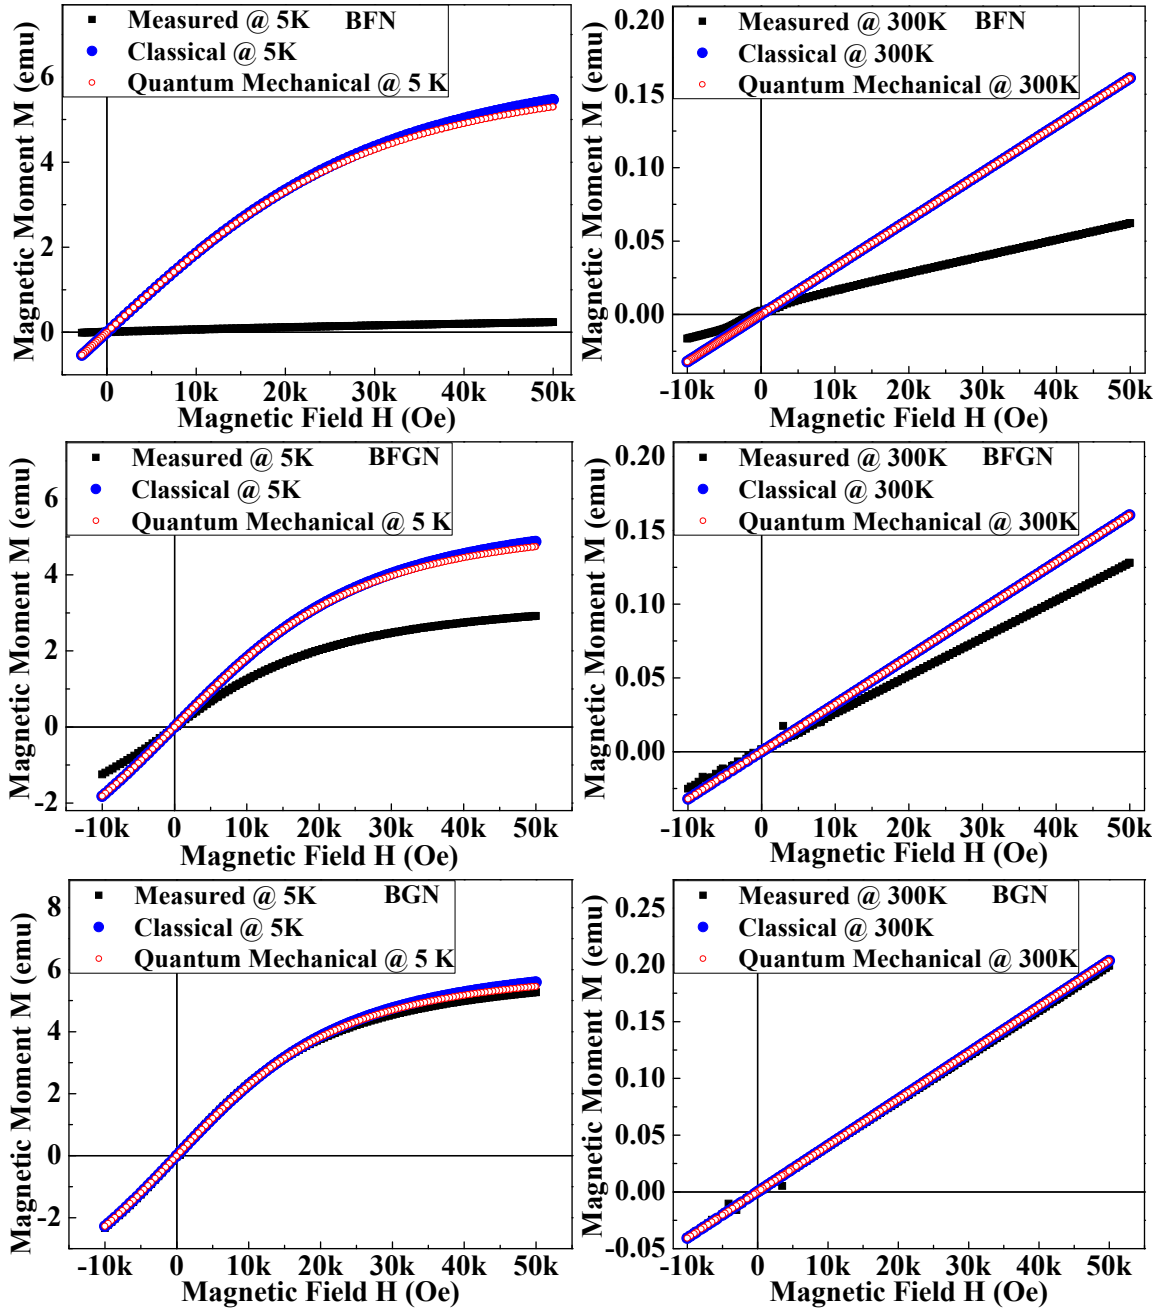 Measured @ 5K BFN
Classical @ 5K
Quantum Mechanical @ 5 K
6
4
2
0
Magnetic Moment M (emu)
0 10k 20k 30k 40k 50k
Magnetic Field H (Oe)
Measured @ 300K BFN
Classical @ 300K
Quantum Mechanical @ 300K
0.20
0.15
0.10
0.05
0.00
Magnetic Moment M (emu)
-10k 0 10k 20k 30k 40k 50k
Magnetic Field H (Oe)
Measured @ 5K BFGN
Classical @ 5K
Quantum Mechanical @ 5 K
6
4
2
0
-2
Magnetic Moment M (emu)
-10k 0 10k 20k 30k 40k 50k
Magnetic Field H (Oe)
Measured @ 300K BFGN
Classical @ 300K
Quantum Mechanical @ 300K
0.20
0.15
0.10
0.05
0.00
Magnetic Moment M (emu)
-10k 0 10k 20k 30k 40k 50k
Magnetic Field H (Oe)
Measured @ 5K BGN
Classical @ 5K
Quantum Mechanical @ 5 K
8
6
4
2
0
-2
Magnetic Moment M (emu)
-10k 0 10k 20k 30k 40k 50k
Magnetic Field H (Oe)
Measured @ 300K BGN
Classical @ 300K
Quantum Mechanical @ 300K
0.25
0.20
0.15
0.10
0.05
0.00
-0.05
Magnetic Moment M (emu)
-10k 0 10k 20k 30k 40k 50k
Magnetic Field H (Oe)